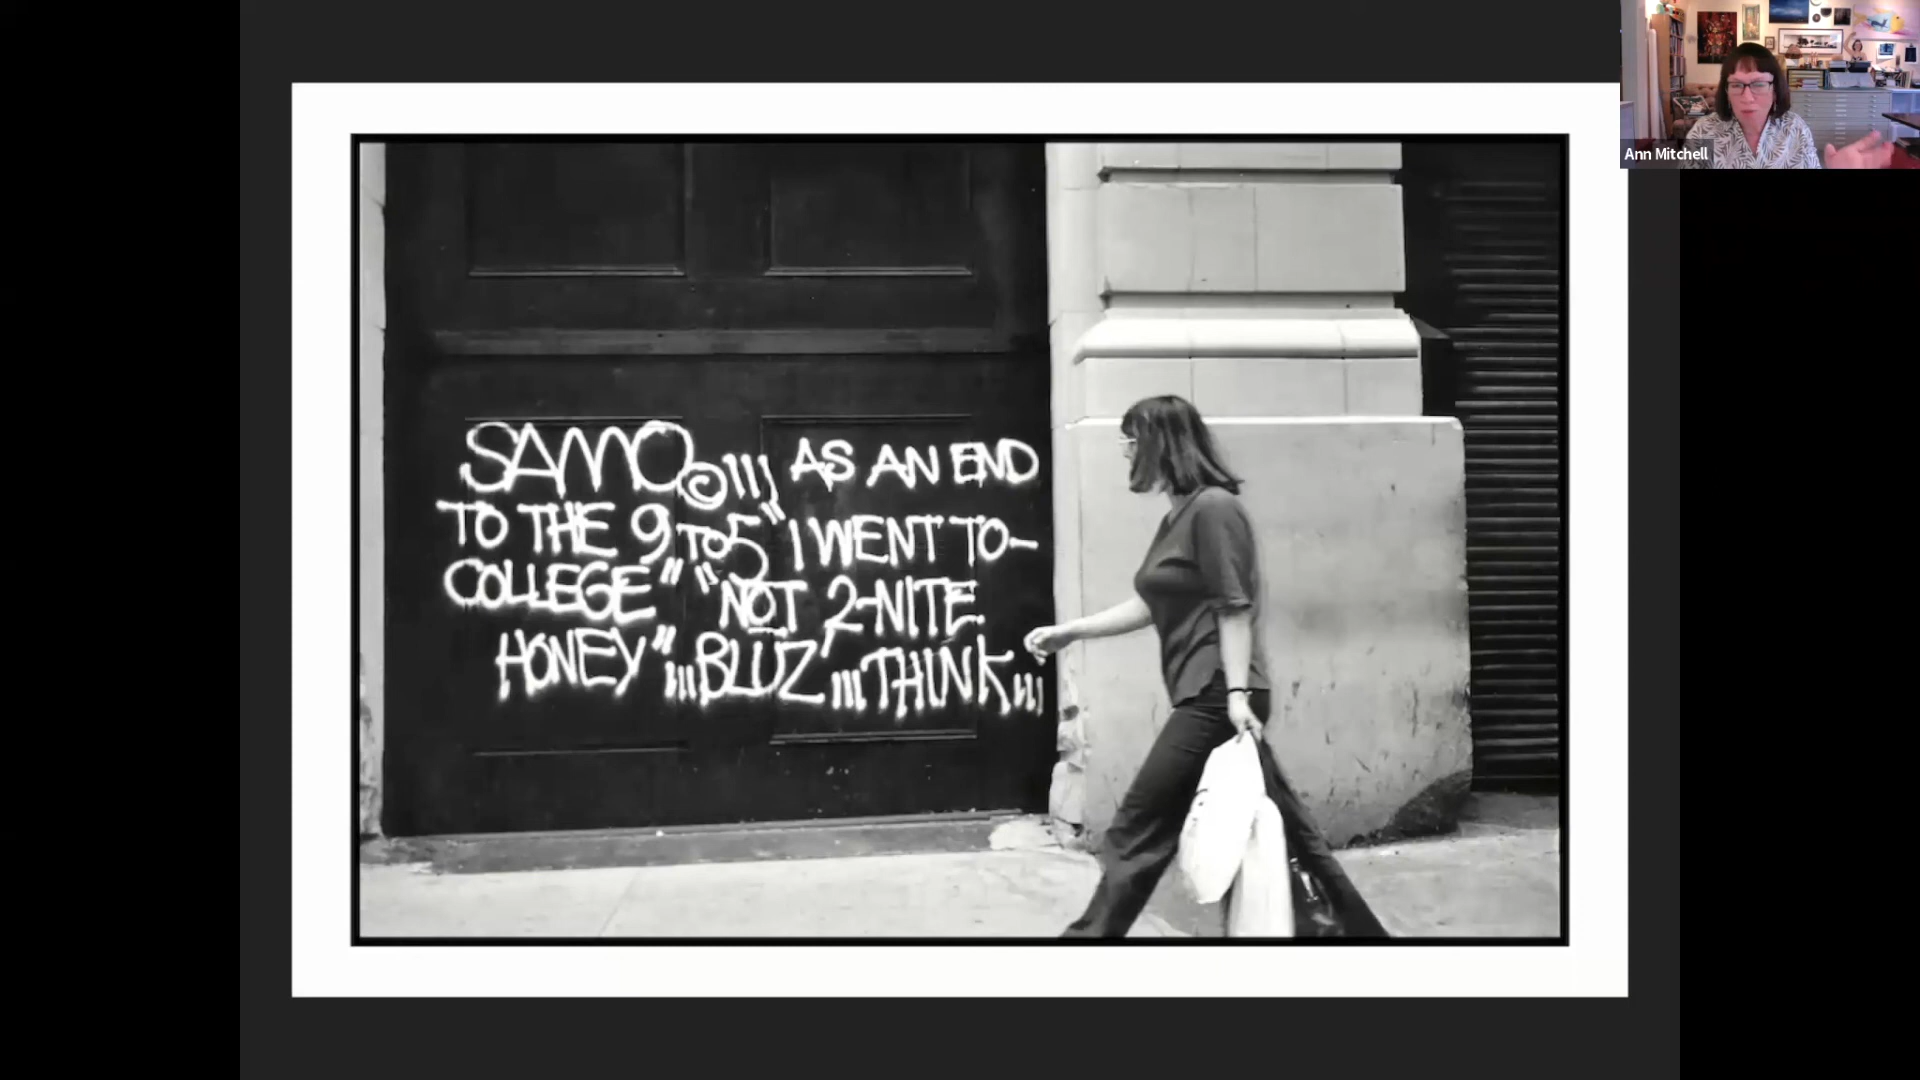 SAMO©!!! AS AN END
TO THE 9 TO 5 "I WENT TO-
COLLEGE" "NOT 2-NITE
HONEY"...BLUZ...THINK...
Ann Mitchell